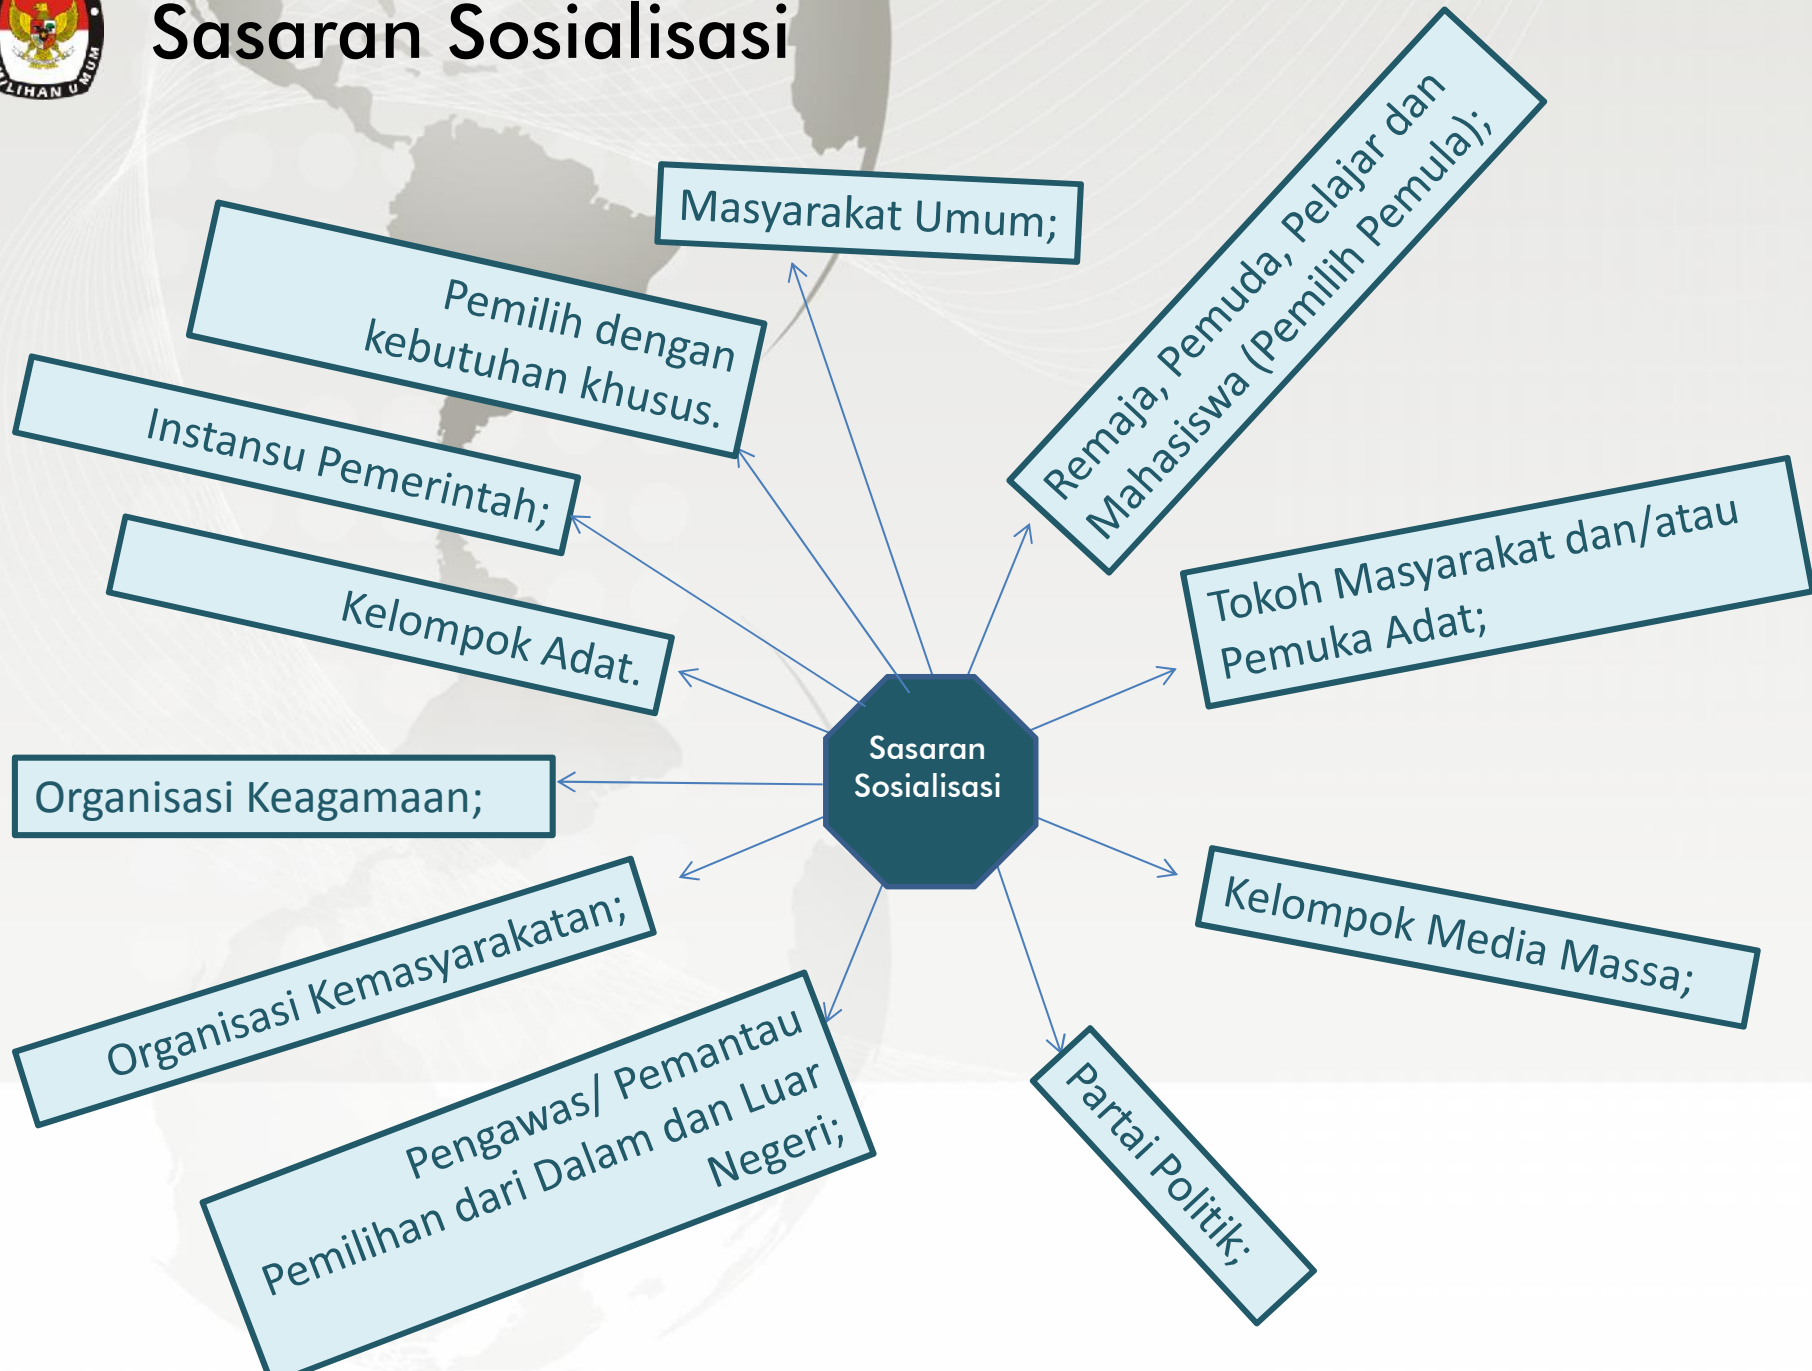 Sasaran Sosialisasi
LIHAN UMUM
Masyarakat Umum;
Remaja, Pemuda, Pelajar dan
Mahasiswa (Pemilih Pemula);
Pemilih dengan
kebutuhan khusus.
Instansu Pemerintah;
Tokoh Masyarakat dan/atau
Pemuka Adat;
Kelompok Adat.
Sasaran
Sosialisasi
Organisasi Keagamaan;
Kelompok Media Massa;
Organisasi Kemasyarakatan;
Pengawas/ Pemantau
Pemilihan dari Dalam dan Luar
Negeri;
Partai Politik;